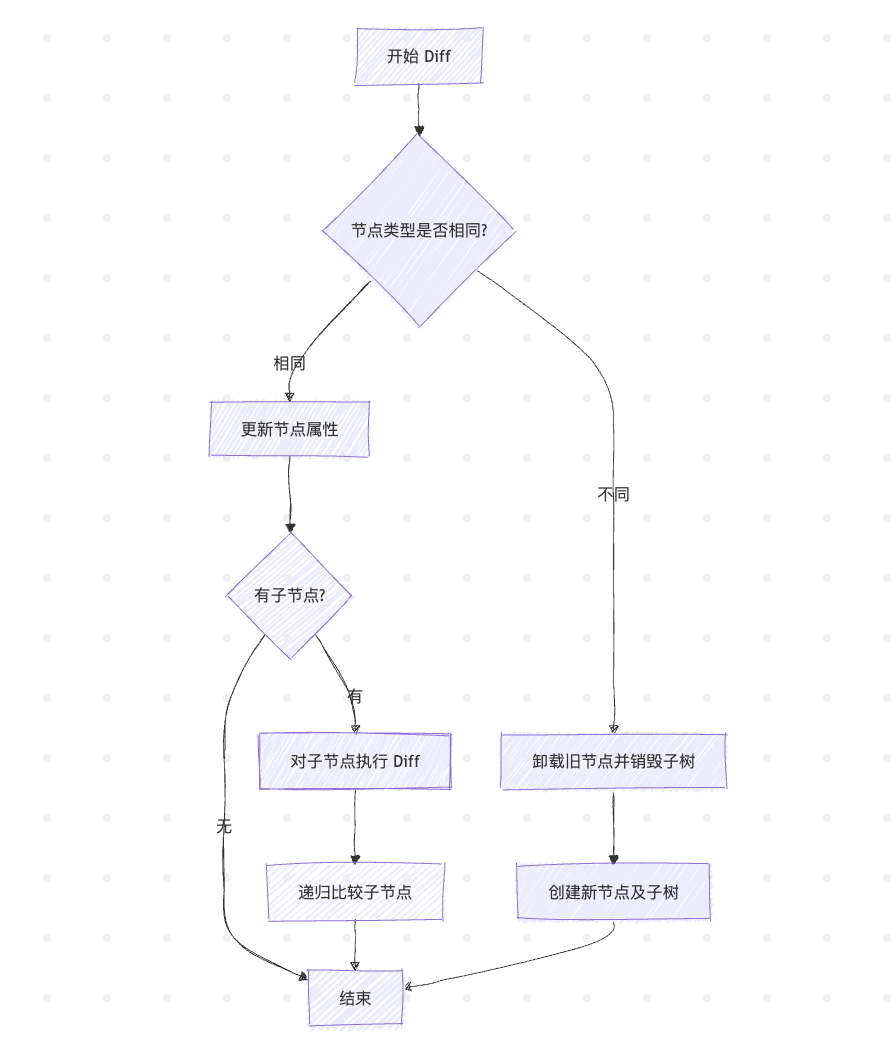 开始 Diff
节点类型是否相同?
相同
更新节点属性
不同
有子节点?
有
对子节点执行 Diff
卸载旧节点并销毁子树
无
递归比较子节点
创建新节点及子树
结束